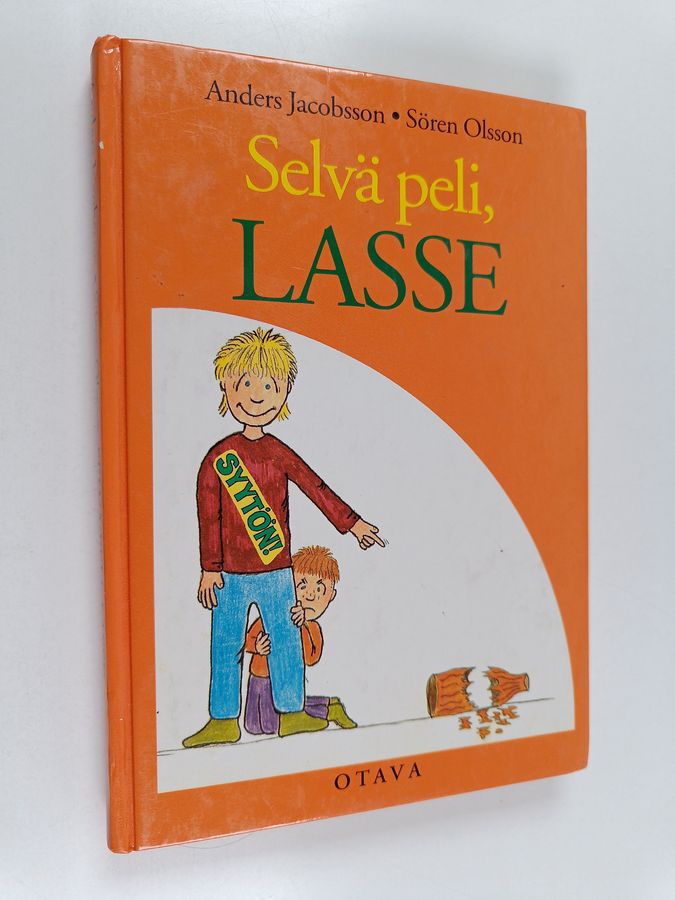 Anders Jacobsson • Sören Olsson
Selvä peli,
LASSE
SYYTÖN!
OTAVA